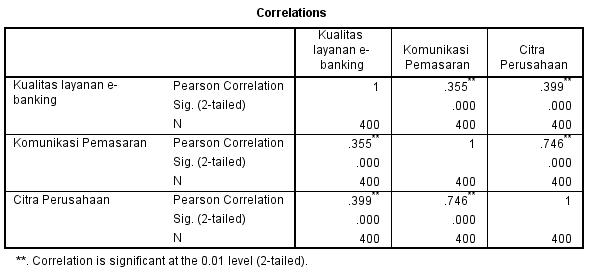 Correlations
Kualitas layanan e-banking Komunikasi Pemasaran Citra Perusahaan
Kualitas layanan e-banking Pearson Correlation 1 .355** .399**
Sig. (2-tailed) .000 .000
N 400 400 400
Komunikasi Pemasaran Pearson Correlation .355** 1 .746**
Sig. (2-tailed) .000 .000
N 400 400 400
Citra Perusahaan Pearson Correlation .399** .746** 1
Sig. (2-tailed) .000 .000
N 400 400 400
**. Correlation is significant at the 0.01 level (2-tailed).